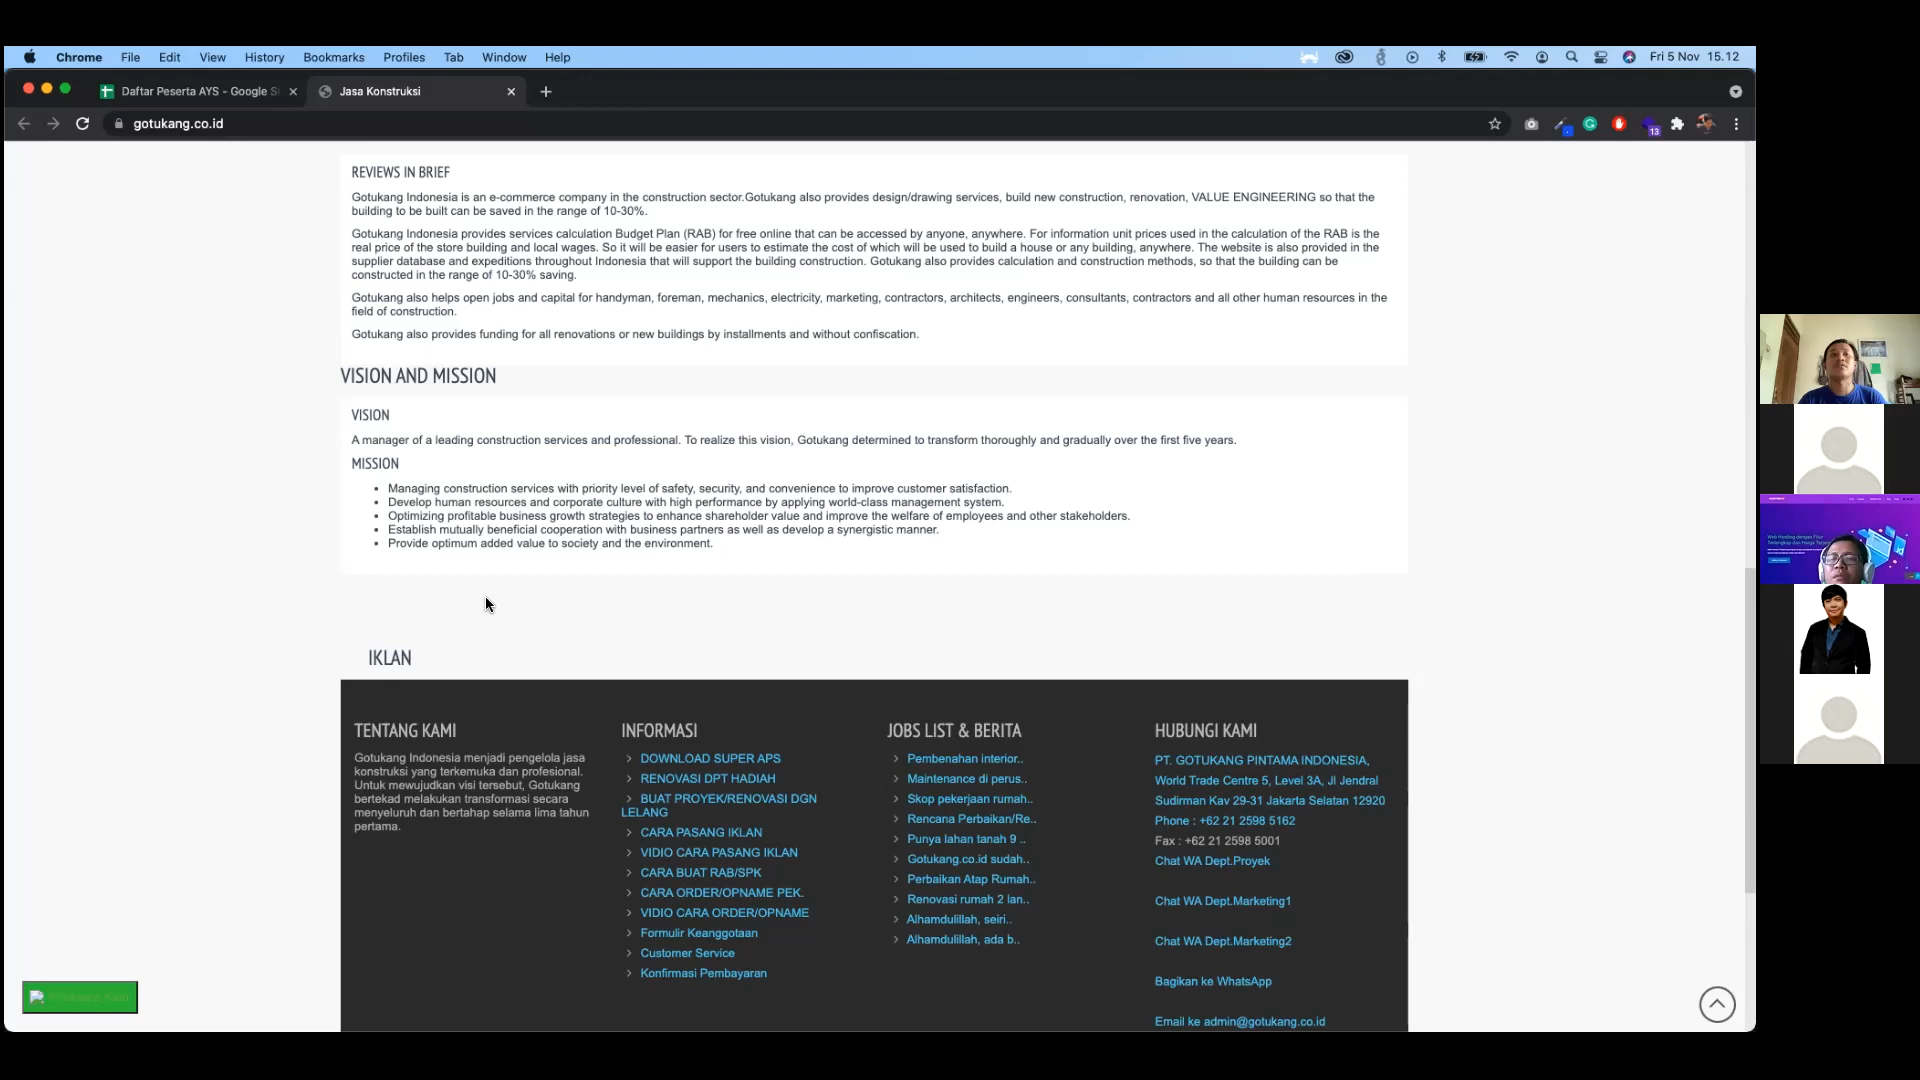 Chrome File Edit View History Bookmarks Profiles Tab Window Help
Fri 5 Nov 15.12
Daftar Peserta AYS - Google S
Jasa Konstruksi
gotukang.co.id
13
REVIEWS IN BRIEF
Gotukang Indonesia is an e-commerce company in the construction sector.Gotukang also provides design/drawing services, build new construction, renovation, VALUE ENGINEERING so that the
building to be built can be saved in the range of 10-30%.
Gotukang Indonesia provides services calculation Budget Plan (RAB) for free online that can be accessed by anyone, anywhere. For information unit prices used in the calculation of the RAB is the
real price of the store building and local wages. So it will be easier for users to estimate the cost of which will be used to build a house or any building, anywhere. The website is also provided in the
supplier database and expeditions throughout Indonesia that will support the building construction. Gotukang also provides calculation and construction methods, so that the building can be
constructed in the range of 10-30% saving.
Gotukang also helps open jobs and capital for handyman, foreman, mechanics, electricity, marketing, contractors, architects, engineers, consultants, contractors and all other human resources in the
field of construction.
Gotukang also provides funding for all renovations or new buildings by installments and without confiscation.
VISION AND MISSION
VISION
A manager of a leading construction services and professional. To realize this vision, Gotukang determined to transform thoroughly and gradually over the first five years.
MISSION
Managing construction services with priority level of safety, security, and convenience to improve customer satisfaction.
Develop human resources and corporate culture with high performance by applying world-class management system.
Optimizing profitable business growth strategies to enhance shareholder value and improve the welfare of employees and other stakeholders.
Establish mutually beneficial cooperation with business partners as well as develop a synergistic manner.
Provide optimum added value to society and the environment.
IKLAN
TENTANG KAMI
Gotukang Indonesia menjadi pengelola jasa
konstruksi yang terkemuka dan profesional.
Untuk mewujudkan visi tersebut, Gotukang
bertekad melakukan transformasi secara
menyeluruh dan bertahap selama lima tahun
pertama.
INFORMASI
DOWNLOAD SUPER APS
RENOVASI DPT HADIAH
BUAT PROYEK/RENOVASI DGN
LELANG
CARA PASANG IKLAN
VIDIO CARA PASANG IKLAN
CARA BUAT RAB/SPK
CARA ORDER/OPNAME PEK.
VIDIO CARA ORDER/OPNAME
Formulir Keanggotaan
Customer Service
Konfirmasi Pembayaran
JOBS LIST & BERITA
Pembenahan interior..
Maintenance di perus..
Skop pekerjaan rumah..
Rencana Perbaikan/Re..
Punya lahan tanah 9 ..
Gotukang.co.id sudah..
Perbaikan Atap Rumah..
Renovasi rumah 2 lan..
Alhamdulillah, seiri..
Alhamdulillah, ada b..
HUBUNGI KAMI
PT. GOTUKANG PINTAMA INDONESIA,
World Trade Centre 5, Level 3A, Jl Jendral
Sudirman Kav 29-31 Jakarta Selatan 12920
Phone : +62 21 2598 5162
Fax : +62 21 2598 5001
Chat WA Dept.Proyek
Chat WA Dept.Marketing1
Chat WA Dept.Marketing2
Bagikan ke WhatsApp
Email ke admin@gotukang.co.id